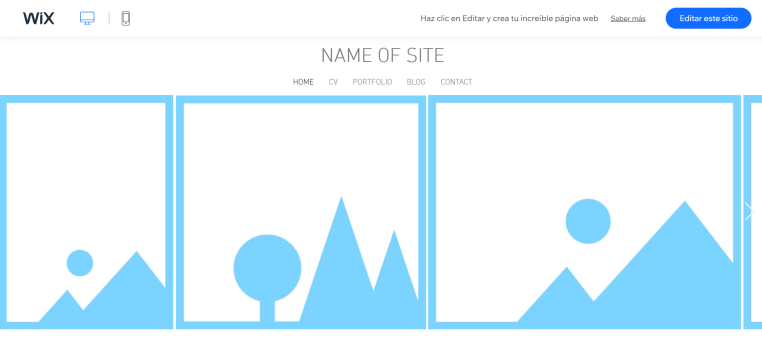 WiX
Haz clic en Editar y crea tu increíble página web
Saber más
Editar este sitio
NAME OF SITE
HOME CV PORTFOLIO BLOG CONTACT